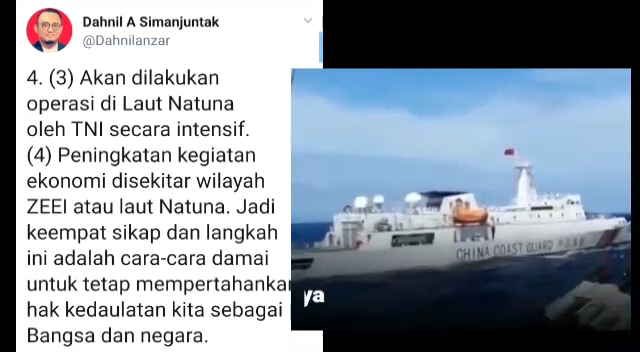 Dahnil A Simanjuntak
@Dahnilanzar
4. (3) Akan dilakukan
operasi di Laut Natuna
oleh TNI secara intensif.
(4) Peningkatan kegiatan
ekonomi disekitar wilayah
ZEEI atau laut Natuna. Jadi
keempat sikap dan langkah
ini adalah cara-cara damai
untuk tetap mempertahankan
hak kedaulatan kita sebagai
Bangsa dan negara.
CHINA COAST GUARD
ya